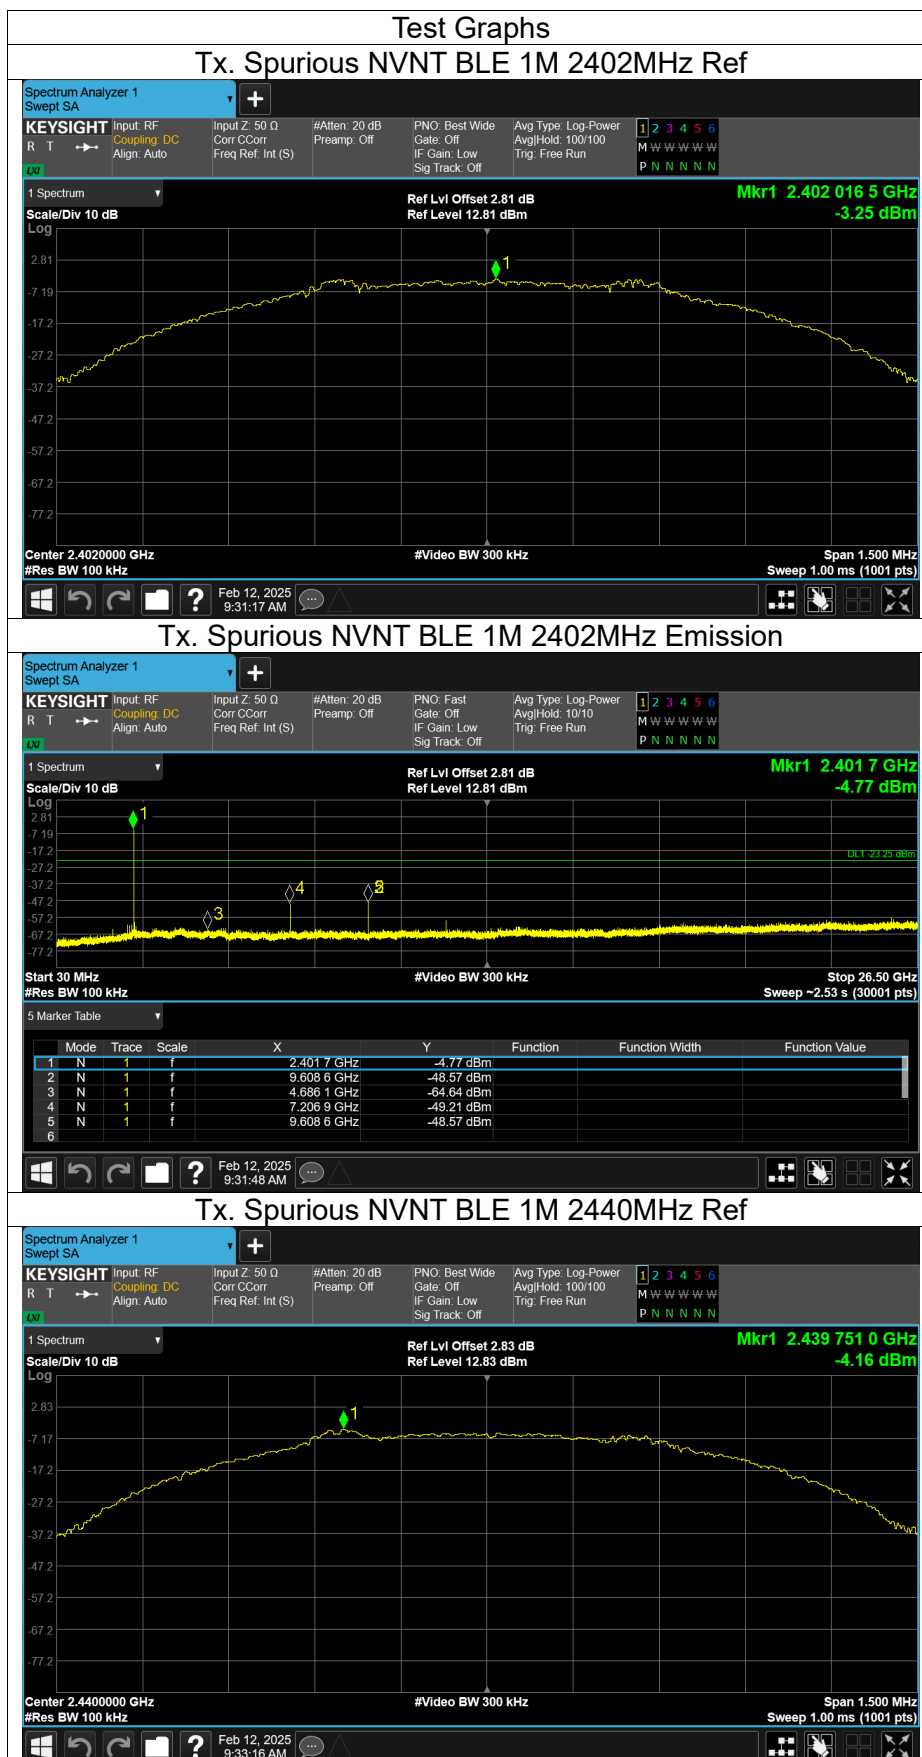 Test Graphs
Tx. Spurious NVNT BLE 1M 2402MHz Ref
Spectrum Analyzer 1
Swept SA
+
KEYSIGHT Input: RF Input Z: 50 Ω #Atten: 20 dB PNO: Best Wide Avg Type: Log-Power 1 2 3 4 5 6
R T Coupling: DC Corr CCorr Preamp: Off Gate: Off Avg|Hold: 100/100 M W W W W W
Align: Auto Freq Ref: Int (S) IF Gain: Low Trig: Free Run
LXI Sig Track: Off P N N N N N
1 Spectrum Ref Lvl Offset 2.81 dB Mkr1 2.402 016 5 GHz
Scale/Div 10 dB Ref Level 12.81 dBm -3.25 dBm
Log
1
2.81
-7.19
-17.2
-27.2
-37.2
-47.2
-57.2
-67.2
-77.2
Center 2.4020000 GHz #Video BW 300 kHz Span 1.500 MHz
#Res BW 100 kHz Sweep 1.00 ms (1001 pts)
? Feb 12, 2025
9:31:17 AM
Tx. Spurious NVNT BLE 1M 2402MHz Emission
Spectrum Analyzer 1
Swept SA
+
KEYSIGHT Input: RF Input Z: 50 Ω #Atten: 20 dB PNO: Fast Avg Type: Log-Power 1 2 3 4 5 6
R T Coupling: DC Corr CCorr Preamp: Off Gate: Off Avg|Hold: 10/10 M W W W W W
Align: Auto Freq Ref: Int (S) IF Gain: Low Trig: Free Run
LXI Sig Track: Off P N N N N N
1 Spectrum Ref Lvl Offset 2.81 dB Mkr1 2.401 7 GHz
Scale/Div 10 dB Ref Level 12.81 dBm -4.77 dBm
Log
2.81 1
-7.19
-17.2 DL1 -23.25 dBm
-27.2
-37.2 4
-47.2
-57.2 3
-67.2
-77.2
Start 30 MHz #Video BW 300 kHz Stop 26.50 GHz
#Res BW 100 kHz Sweep ~2.53 s (30001 pts)
5 Marker Table
Mode Trace Scale X Y Function Function Width Function Value
1 N 1 f 2.401 7 GHz -4.77 dBm
2 N 1 f 9.608 6 GHz -48.57 dBm
3 N 1 f 4.686 1 GHz -64.64 dBm
4 N 1 f 7.206 9 GHz -49.21 dBm
5 N 1 f 9.608 6 GHz -48.57 dBm
6
? Feb 12, 2025
9:31:48 AM
Tx. Spurious NVNT BLE 1M 2440MHz Ref
Spectrum Analyzer 1
Swept SA
+
KEYSIGHT Input: RF Input Z: 50 Ω #Atten: 20 dB PNO: Best Wide Avg Type: Log-Power 1 2 3 4 5 6
R T Coupling: DC Corr CCorr Preamp: Off Gate: Off Avg|Hold: 100/100 M W W W W W
Align: Auto Freq Ref: Int (S) IF Gain: Low Trig: Free Run
LXI Sig Track: Off P N N N N N
1 Spectrum Ref Lvl Offset 2.83 dB Mkr1 2.439 751 0 GHz
Scale/Div 10 dB Ref Level 12.83 dBm -4.16 dBm
Log
2.83
1
-7.17
-17.2
-27.2
-37.2
-47.2
-57.2
-67.2
-77.2
Center 2.4400000 GHz #Video BW 300 kHz Span 1.500 MHz
#Res BW 100 kHz Sweep 1.00 ms (1001 pts)
? Feb 12, 2025
9:33:16 AM